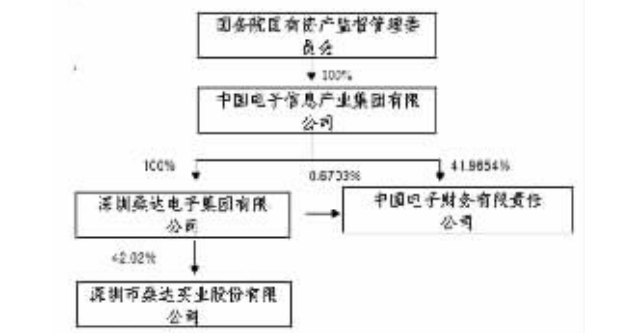 国务院国有资产监督管理委
员会
100%
中国电子信息产业集团有限
公司
100%
0.6703%
41.9654%
深圳桑达电子集团有限
公司
中国电子财务有限责任
公司
42.02%
深圳市桑达实业股份有限
公司